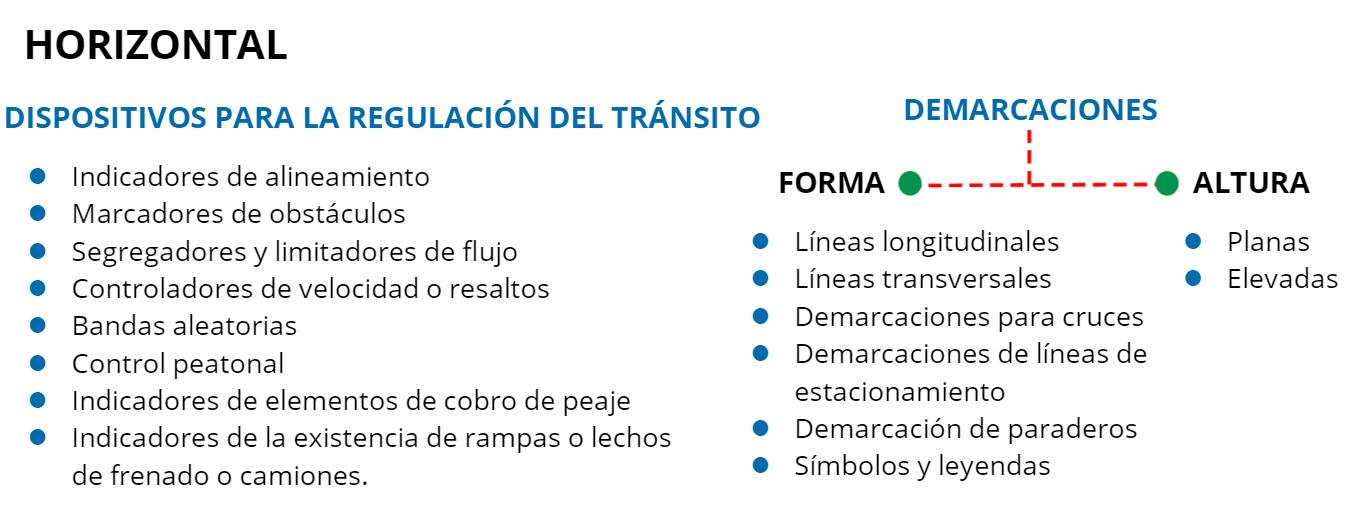 HORIZONTAL
DISPOSITIVOS PARA LA REGULACIÓN DEL TRÁNSITO
Indicadores de alineamiento
Marcadores de obstáculos
Segregadores y limitadores de flujo
Controladores de velocidad o resaltos
Bandas aleatorias
Control peatonal
Indicadores de elementos de cobro de peaje
Indicadores de la existencia de rampas o lechos
de frenado o camiones.
DEMARCACIONES
FORMA
Líneas longitudinales
Líneas transversales
Demarcaciones para cruces
Demarcaciones de líneas de
estacionamiento
Demarcación de paraderos
Símbolos y leyendas
ALTURA
Planas
Elevadas